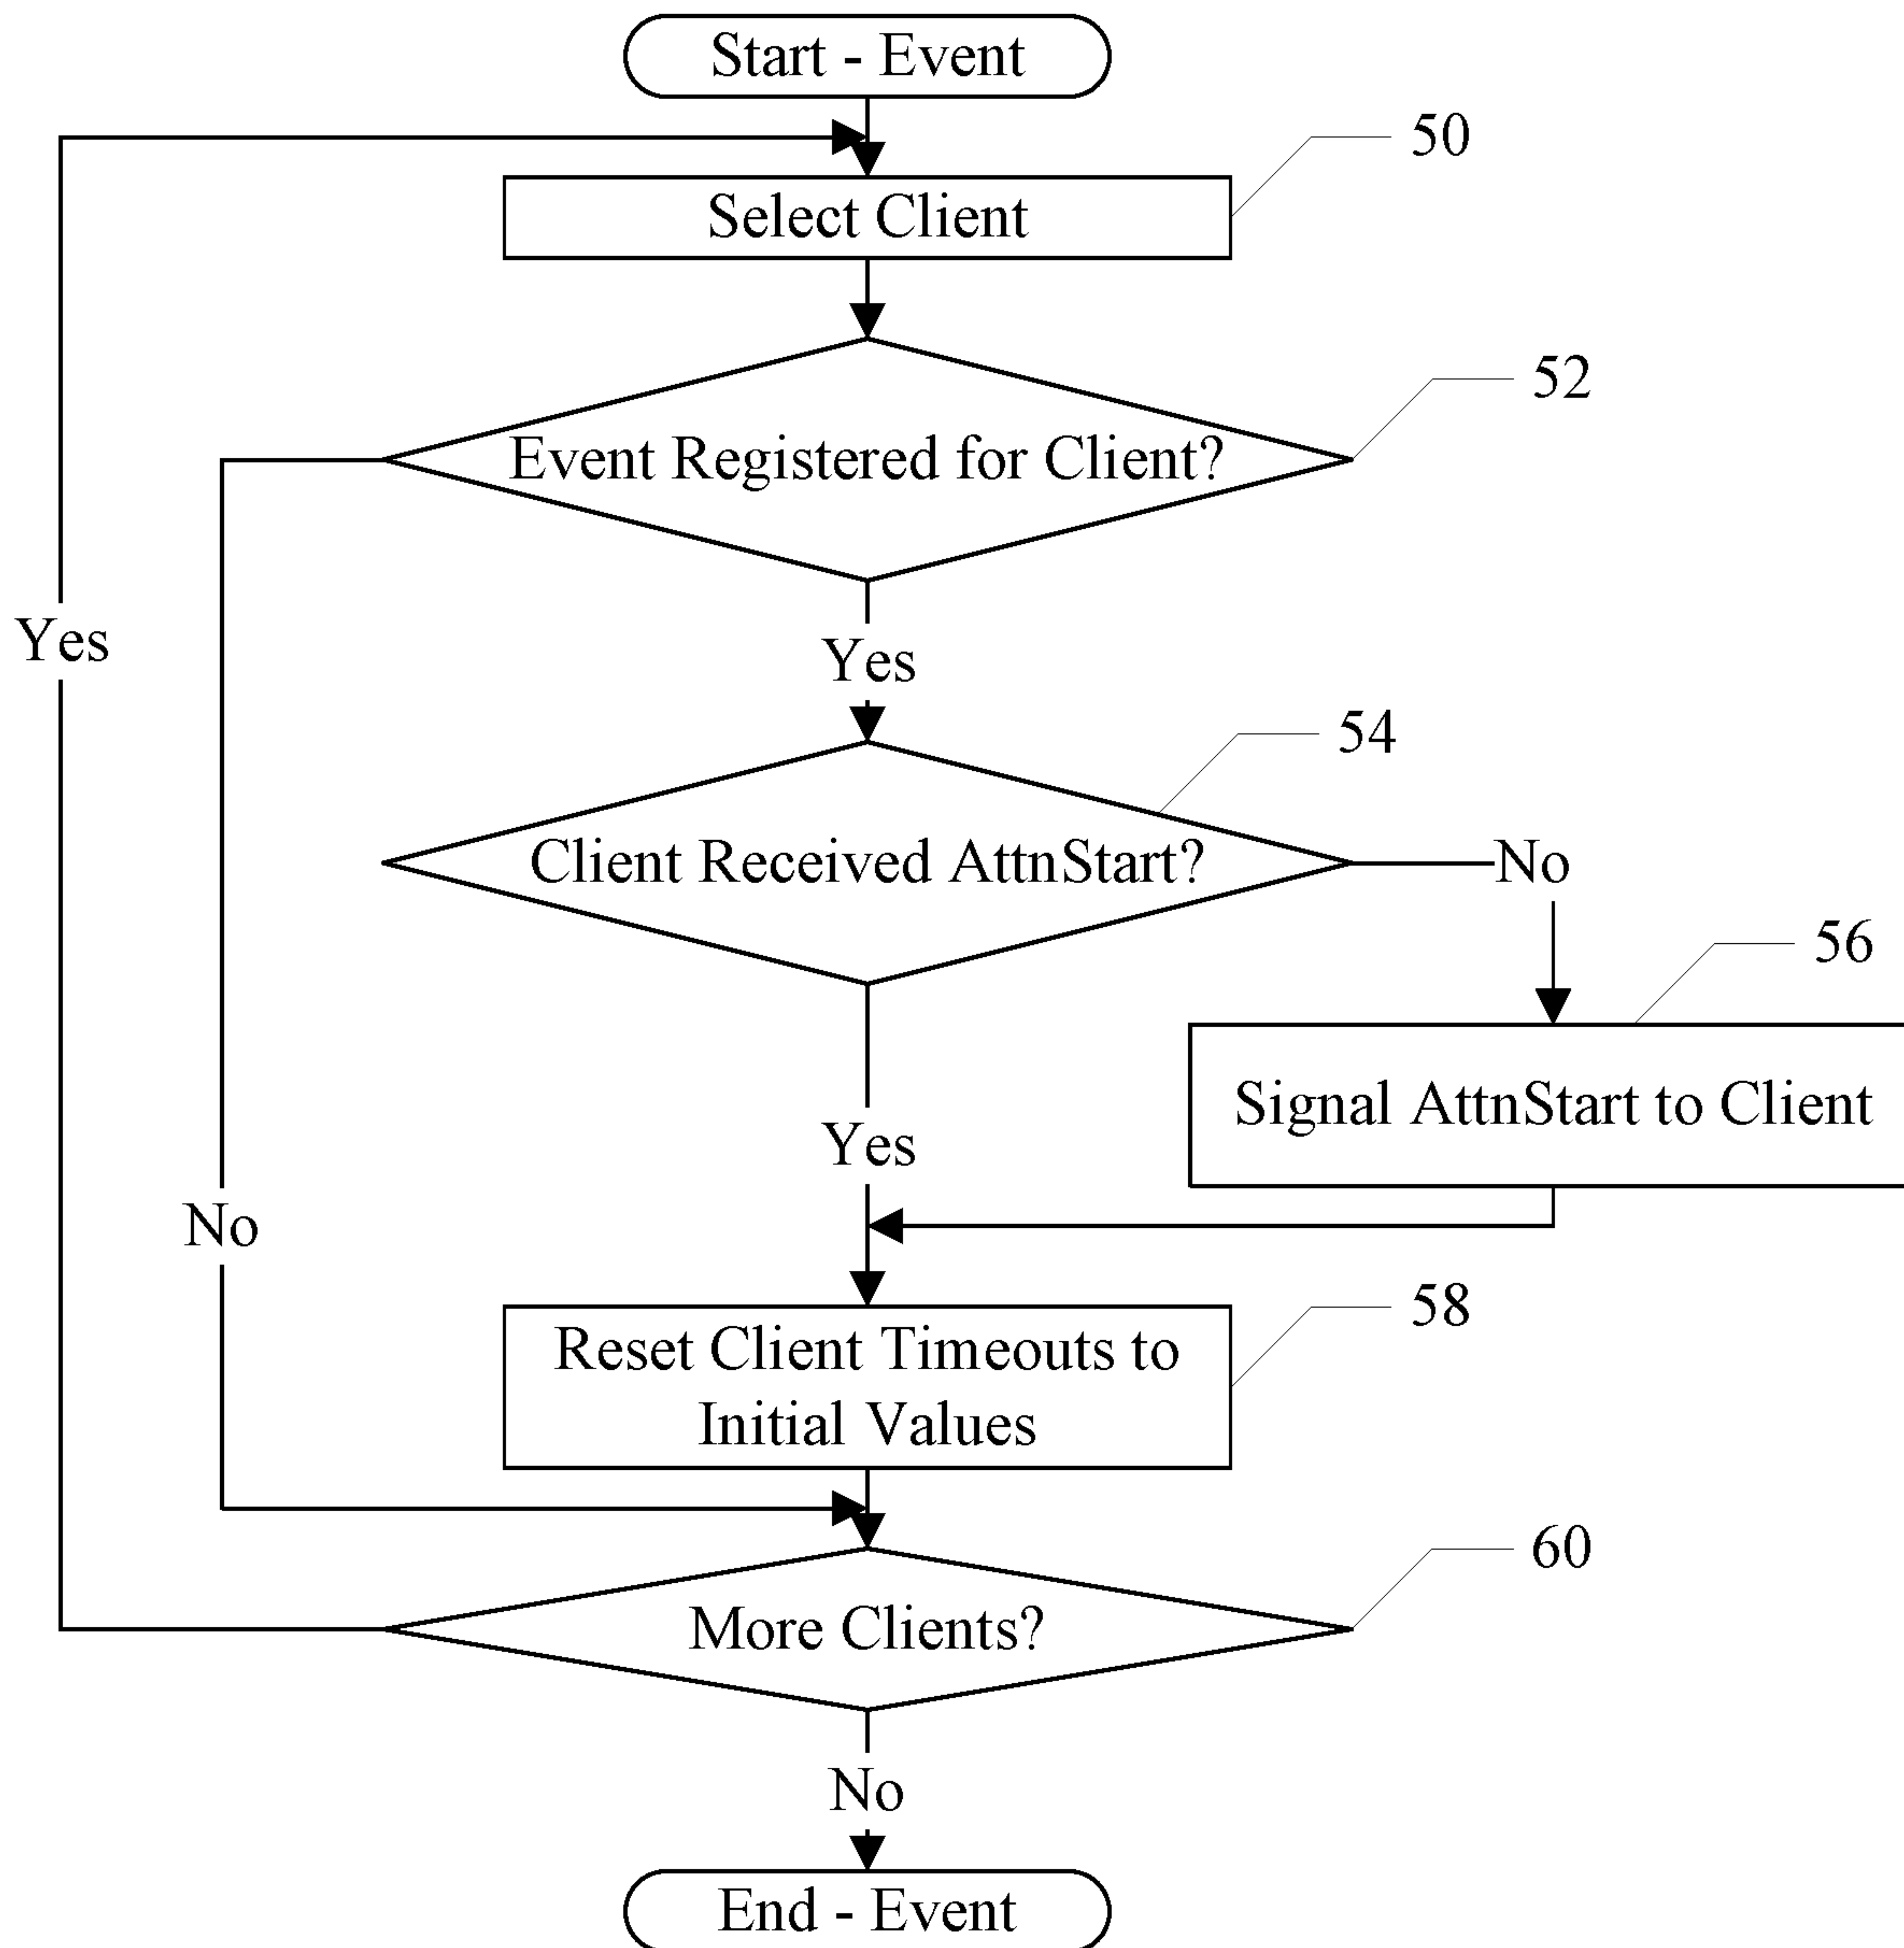 Start - Event
50
Select Client
52
Event Registered for Client?
Yes
Yes
54
Client Received AttnStart?
No
56
Signal AttnStart to Client
Yes
No
58
Reset Client Timeouts to
Initial Values
60
More Clients?
No
End - Event